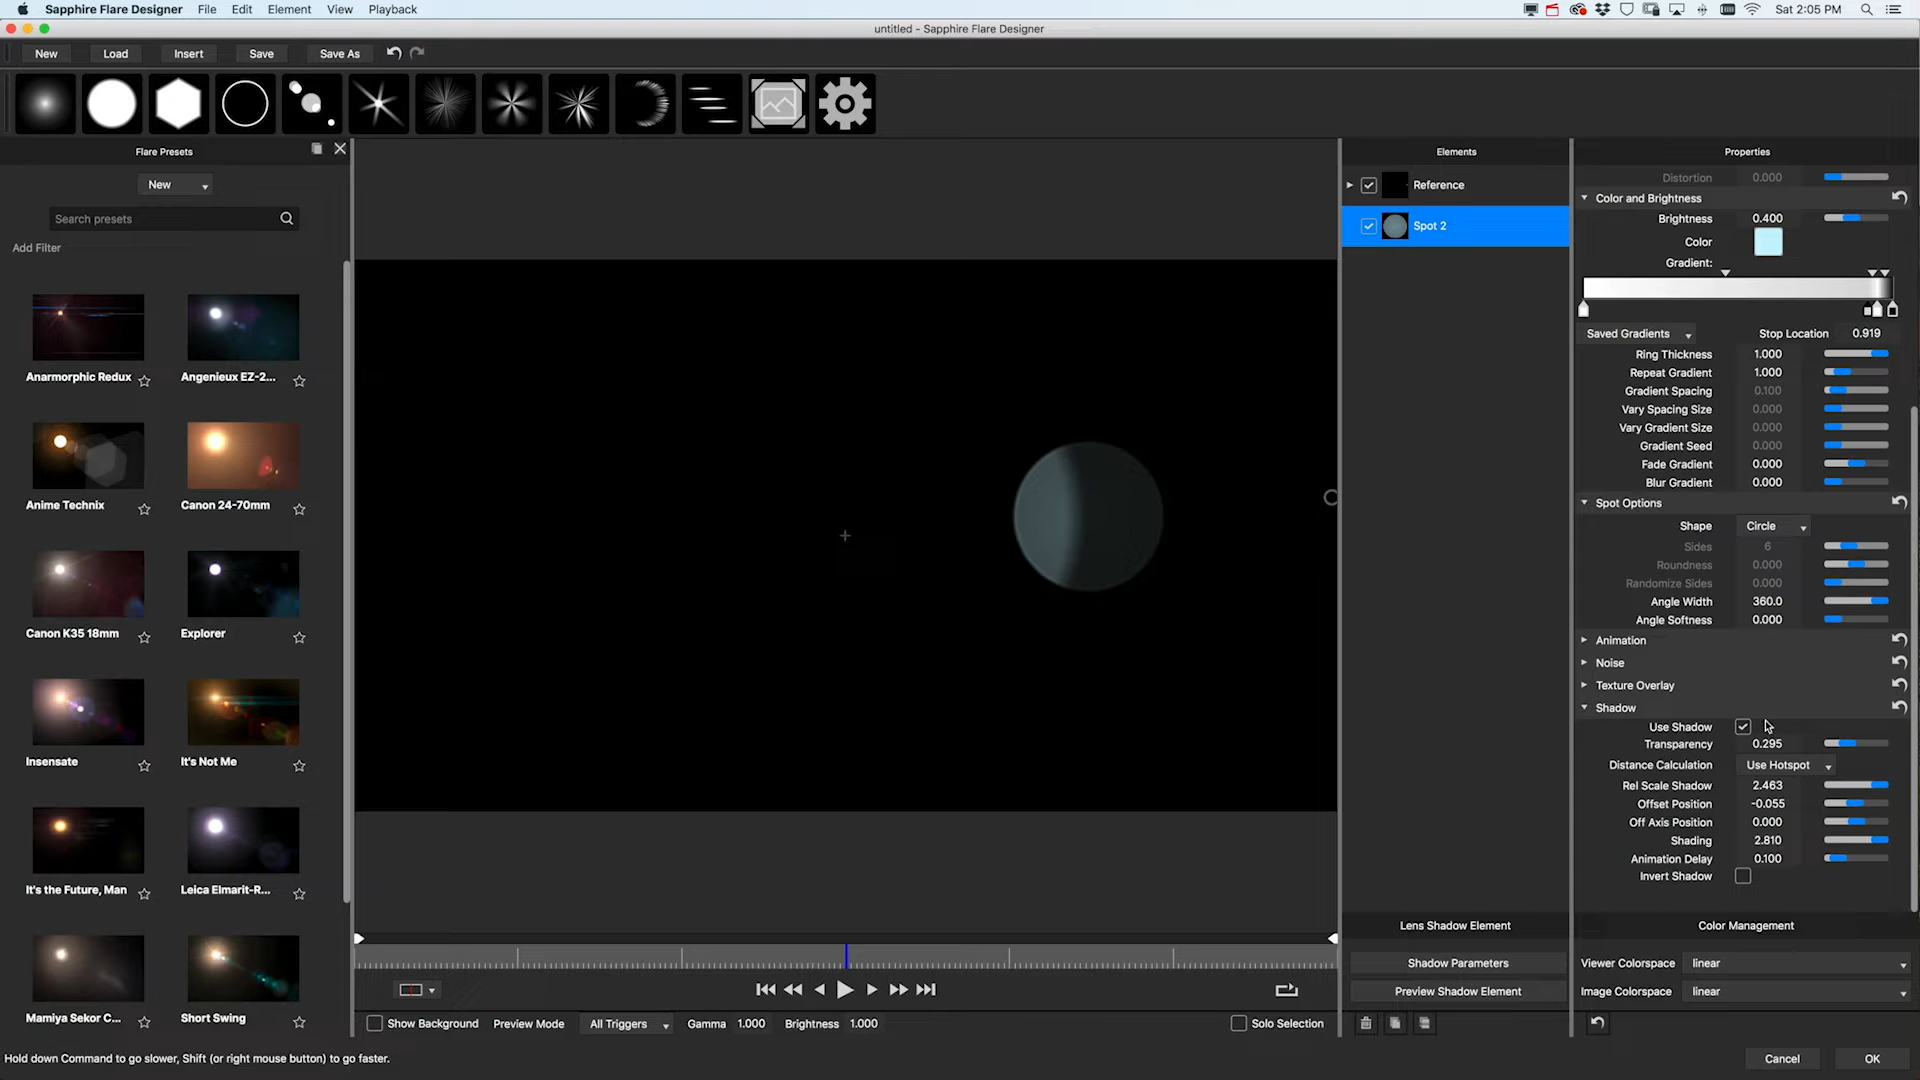 Sapphire Flare Designer File Edit Element View Playback Sat 2:05 PM
untitled - Sapphire Flare Designer
New Load Insert Save Save As
Flare Presets
New
Search presets
Add Filter
Anarmorphic Redux Angenieux EZ-2...
Anime Technix Canon 24-70mm
Canon K35 18mm Explorer
Insensate It's Not Me
It's the Future, Man Leica Elmarit-R...
Mamiya Sekor C... Short Swing
Show Background Preview Mode All Triggers Gamma 1.000 Brightness 1.000 Solo Selection
Elements
Reference
Spot 2
Lens Shadow Element
Shadow Parameters
Preview Shadow Element
Properties
Distortion 0.000
Color and Brightness
Brightness 0.400
Color
Gradient:
Saved Gradients Stop Location 0.919
Ring Thickness 1.000
Repeat Gradient 1.000
Gradient Spacing 0.100
Vary Spacing Size 0.000
Vary Gradient Size 0.000
Gradient Seed 0.000
Fade Gradient 0.000
Blur Gradient 0.000
Spot Options
Shape Circle
Sides 6
Roundness 0.000
Randomize Sides 0.000
Angle Width 360.0
Angle Softness 0.000
Animation
Noise
Texture Overlay
Shadow
Use Shadow
Transparency 0.295
Distance Calculation Use Hotspot
Rel Scale Shadow 2.463
Offset Position -0.055
Off Axis Position 0.000
Shading 2.810
Animation Delay 0.100
Invert Shadow
Color Management
Viewer Colorspace linear
Image Colorspace linear
Hold down Command to go slower, Shift (or right mouse button) to go faster.
Cancel OK